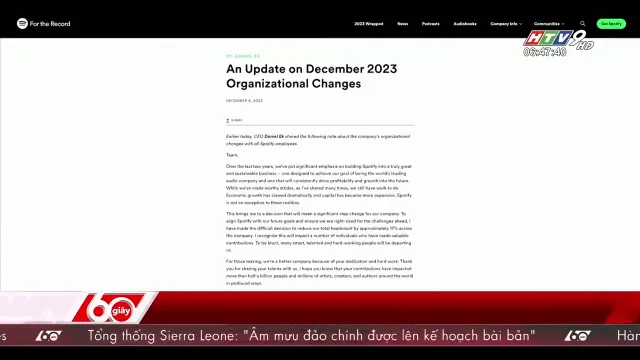 For the Record
2023 Wrapped News Podcasts Audiobooks Company Info Communities Get Spotify
HTV9 HD
06:47:40
An Update on December 2023
Organizational Changes
DECEMBER 4, 2023
SHARE
Earlier today, CEO Daniel Ek shared the following note about the company's organizational
changes with all Spotify employees.
Team,
Over the last two years, we've put significant emphasis on building Spotify into a truly great
and sustainable business – one designed to achieve our goal of being the world's leading
audio company and one that will consistently drive profitability and growth into the future.
While we've made worthy strides, as I've shared many times, we still have work to do
Economic growth has slowed dramatically and capital has become more expensive. Spotify
is not an exception to these realities.
This brings me to a decision that will mean a significant step change for our company. To
align Spotify with our future goals and ensure we are right-sized for the challenges ahead, I
have made the difficult decision to reduce our total headcount by approximately 17% across
the company. I recognize this will impact a number of individuals who have made valuable
contributions. To be blunt, many smart, talented and hard-working people will be departing
us.
For those leaving, we're a better company because of your dedication and hard work. Thank
you for sharing your talents with us. I hope you know that your contributions have impacted
more than half a billion people and millions of artists, creators, and authors around the world
in profound ways.
60 giây
es 60 Tổng thống Sierra Leone: "Âm mưu đảo chính được lên kế hoạch bài bản" 60 Hàn